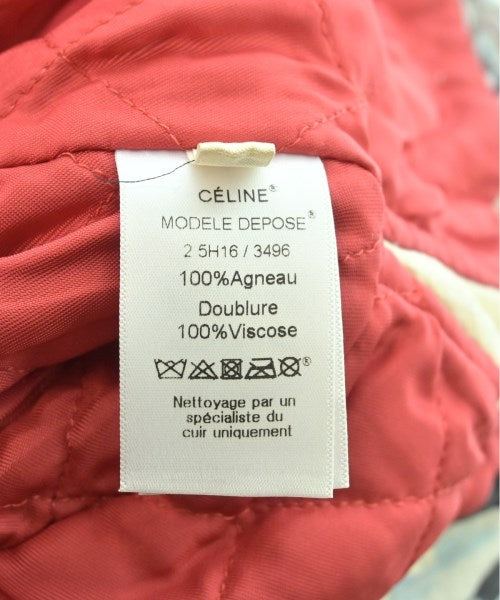 CÉLINE®
MODELE DEPOSE®
2 5H16 / 3496
100%Agneau
Doublure
100%Viscose
®
Nettoyage par un
spécialiste du
cuir uniquement